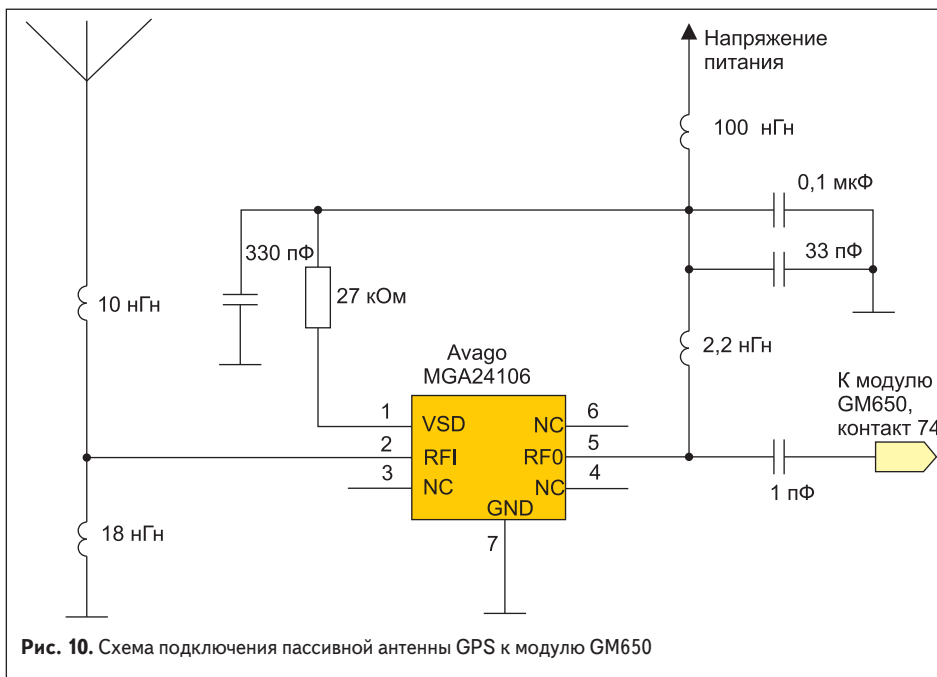 Напряжение
питания
100 нГн
0,1 мкФ
330 пФ
33 пФ
27 кОм
10 нГн
2,2 нГн
Avago
MGA24106
К модулю
GM650,
контакт 74
1
VSD
NC
6
2
RFI
RF0
5
3
NC
NC
4
GND
1 пФ
7
18 нГн
Рис. 10. Схема подключения пассивной антенны GPS к модулю GM650